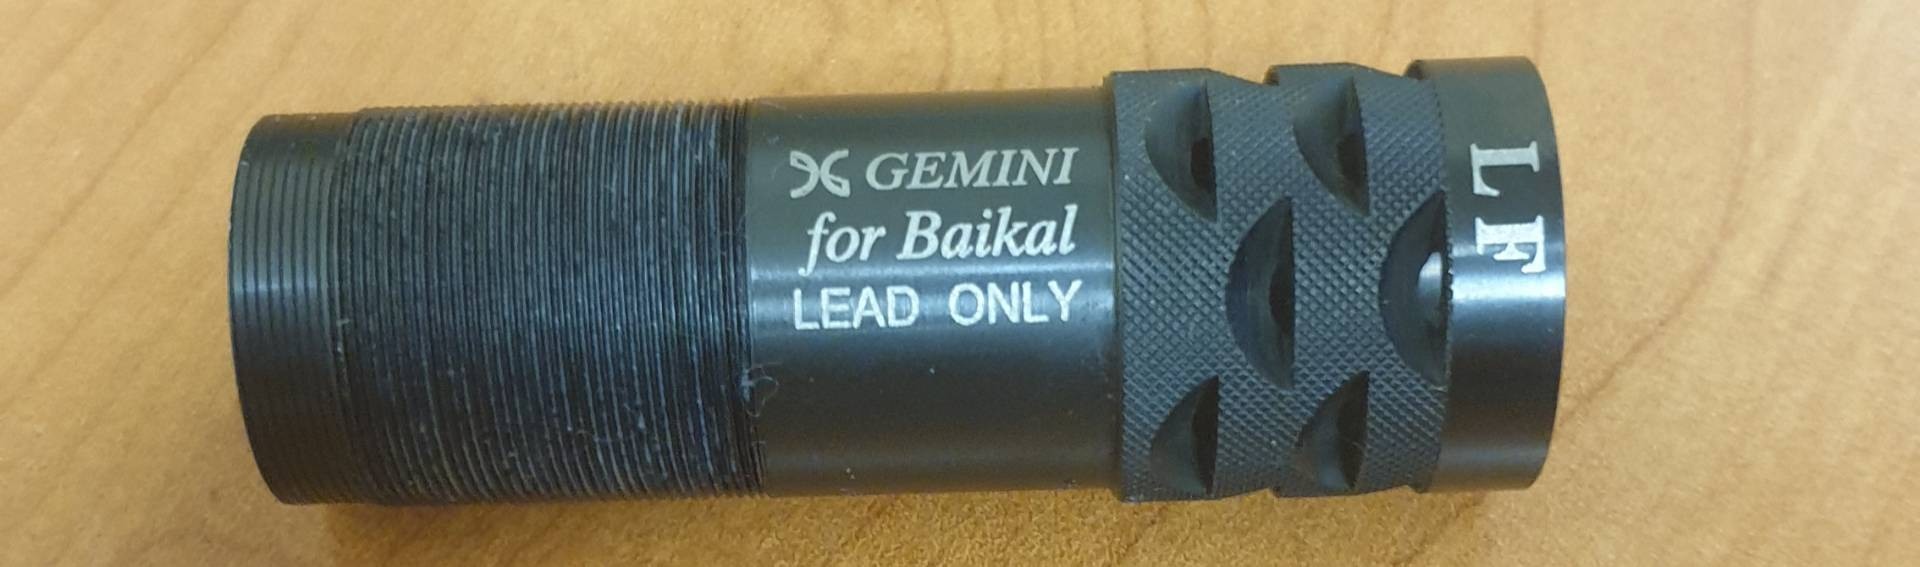 GEMINI
for Baikal
LEAD ONLY
LF